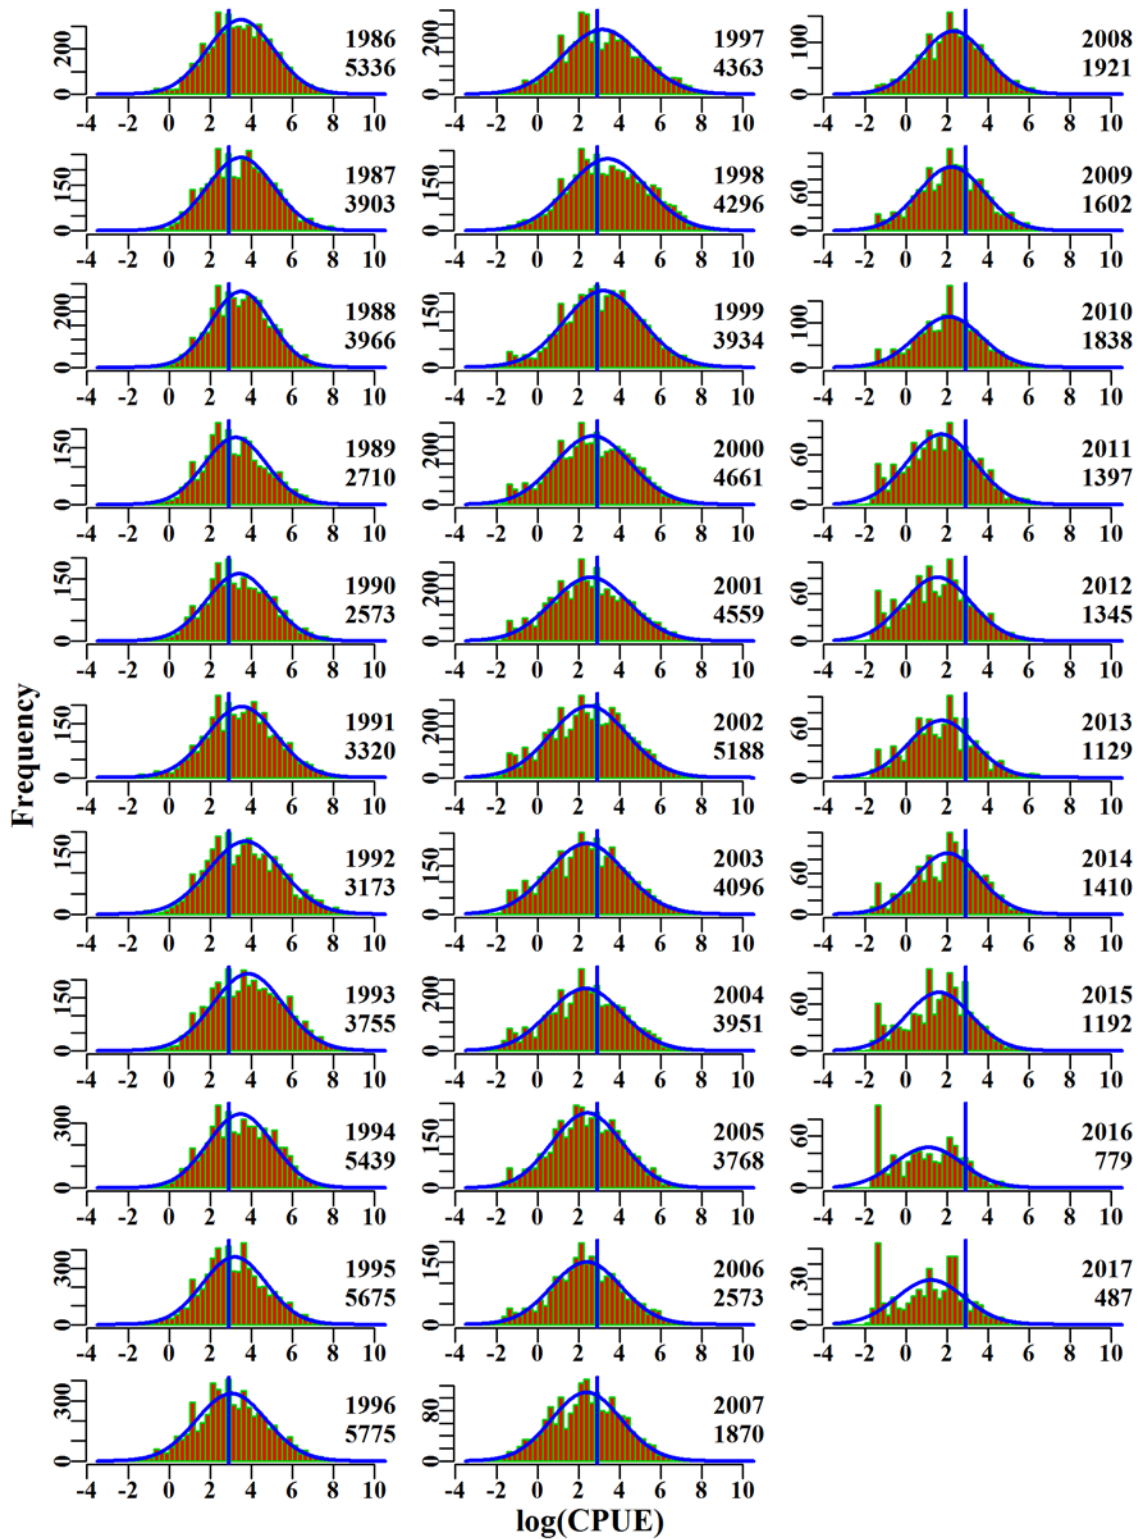 Frequency
0 200
1986
5336
-4 -2 0 2 4 6 8 10
0 150
1987
3903
-4 -2 0 2 4 6 8 10
0 200
1988
3966
-4 -2 0 2 4 6 8 10
0 150
1989
2710
-4 -2 0 2 4 6 8 10
0 150
1990
2573
-4 -2 0 2 4 6 8 10
0 150
1991
3320
-4 -2 0 2 4 6 8 10
0 150
1992
3173
-4 -2 0 2 4 6 8 10
0 150
1993
3755
-4 -2 0 2 4 6 8 10
0 300
1994
5439
-4 -2 0 2 4 6 8 10
0 300
1995
5675
-4 -2 0 2 4 6 8 10
0 300
1996
5775
-4 -2 0 2 4 6 8 10
0 200
1997
4363
-4 -2 0 2 4 6 8 10
0 150
1998
4296
-4 -2 0 2 4 6 8 10
0 150
1999
3934
-4 -2 0 2 4 6 8 10
0 200
2000
4661
-4 -2 0 2 4 6 8 10
0 200
2001
4559
-4 -2 0 2 4 6 8 10
0 200
2002
5188
-4 -2 0 2 4 6 8 10
0 150
2003
4096
-4 -2 0 2 4 6 8 10
0 200
2004
3951
-4 -2 0 2 4 6 8 10
0 150
2005
3768
-4 -2 0 2 4 6 8 10
0 150
2006
2573
-4 -2 0 2 4 6 8 10
0 80
2007
1870
-4 -2 0 2 4 6 8 10
0 100
2008
1921
-4 -2 0 2 4 6 8 10
0 60
2009
1602
-4 -2 0 2 4 6 8 10
0 100
2010
1838
-4 -2 0 2 4 6 8 10
0 60
2011
1397
-4 -2 0 2 4 6 8 10
0 60
2012
1345
-4 -2 0 2 4 6 8 10
0 60
2013
1129
-4 -2 0 2 4 6 8 10
0 60
2014
1410
-4 -2 0 2 4 6 8 10
0 60
2015
1192
-4 -2 0 2 4 6 8 10
0 60
2016
779
-4 -2 0 2 4 6 8 10
0 30
2017
487
-4 -2 0 2 4 6 8 10
log(CPUE)